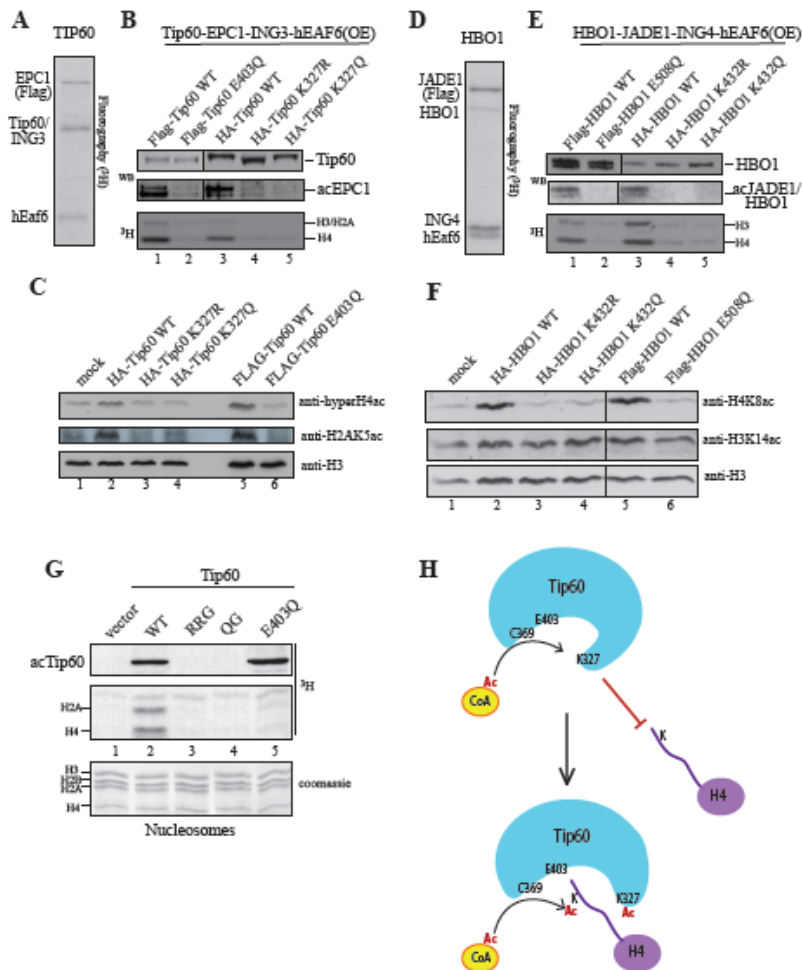 A
TIP60
EPC1
(Flag)
Tip60/
ING3
hEaf6
Fluorography (³H)
B
Tip60-EPC1-ING3-hEAF6(OE)
Flag-Tip60 WT
Flag-Tip60 E403Q
HA-Tip60 WT
HA-Tip60 K327R
HA-Tip60 K327Q
WB
Tip60
acEPC1
³H
H3/H2A
H4
1 2 3 4 5
C
mock
HA-Tip60 WT
HA-Tip60 K327R
HA-Tip60 K327Q
FLAG-Tip60 WT
FLAG-Tip60 E403Q
anti-hyperH4ac
anti-H2AK5ac
anti-H3
1 2 3 4 5 6
D
HBO1
JADE1
(Flag)
HBO1
ING4
hEaf6
Fluorography (³H)
E
HBO1-JADE1-ING4-hEAF6(OE)
Flag-HBO1 WT
Flag-HBO1 E508Q
HA-HBO1 WT
HA-HBO1 K432R
HA-HBO1 K432Q
WB
HBO1
acJADE1/
HBO1
³H
H3
H4
1 2 3 4 5
F
mock
HA-HBO1 WT
HA-HBO1 K432R
HA-HBO1 K432Q
Flag-HBO1 WT
Flag-HBO1 E508Q
anti-H4K8ac
anti-H3K14ac
anti-H3
1 2 3 4 5 6
G
Tip60
vector
WT
RRG
QG
E403Q
acTip60
³H
H2A
H4
1 2 3 4 5
H3
H2B
H2A
H4
coomassie
Nucleosomes
H
Tip60
E403
C369
K327
Ac
CoA
K
H4
Tip60
E403
C369
K
K327
Ac
Ac
Ac
CoA
H4